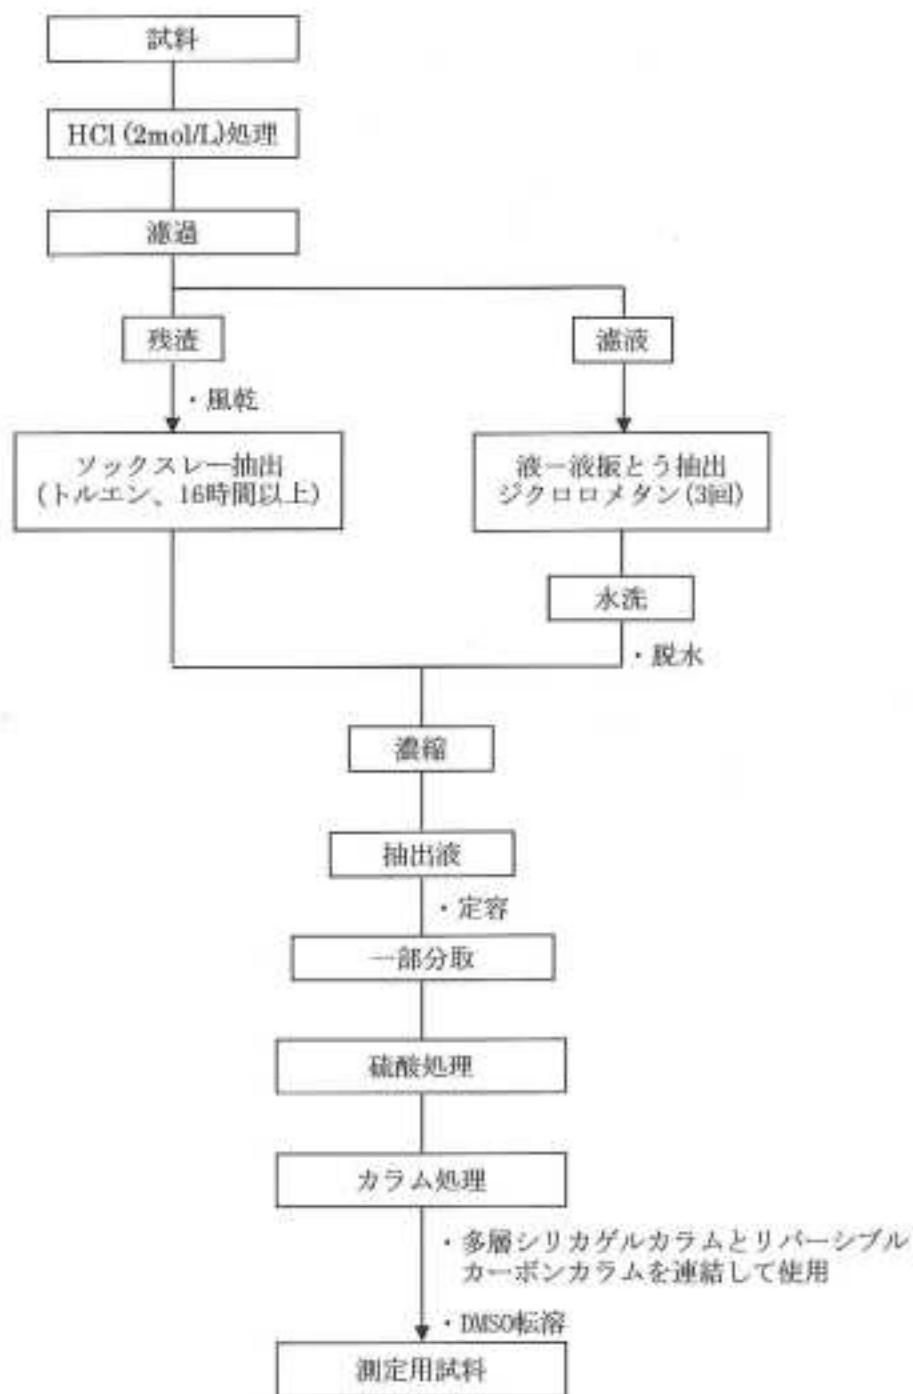 試料
HCl (2mol/L)処理
濾過
残渣
濾液
・風乾
ソックスレー抽出
(トルエン、16時間以上)
液−液振とう抽出
ジクロロメタン(3回)
水洗
・脱水
濃縮
抽出液
・定容
一部分取
硫酸処理
カラム処理
・多層シリカゲルカラムとリバーシブル
カーボンカラムを連結して使用
・DMSO転溶
測定用試料